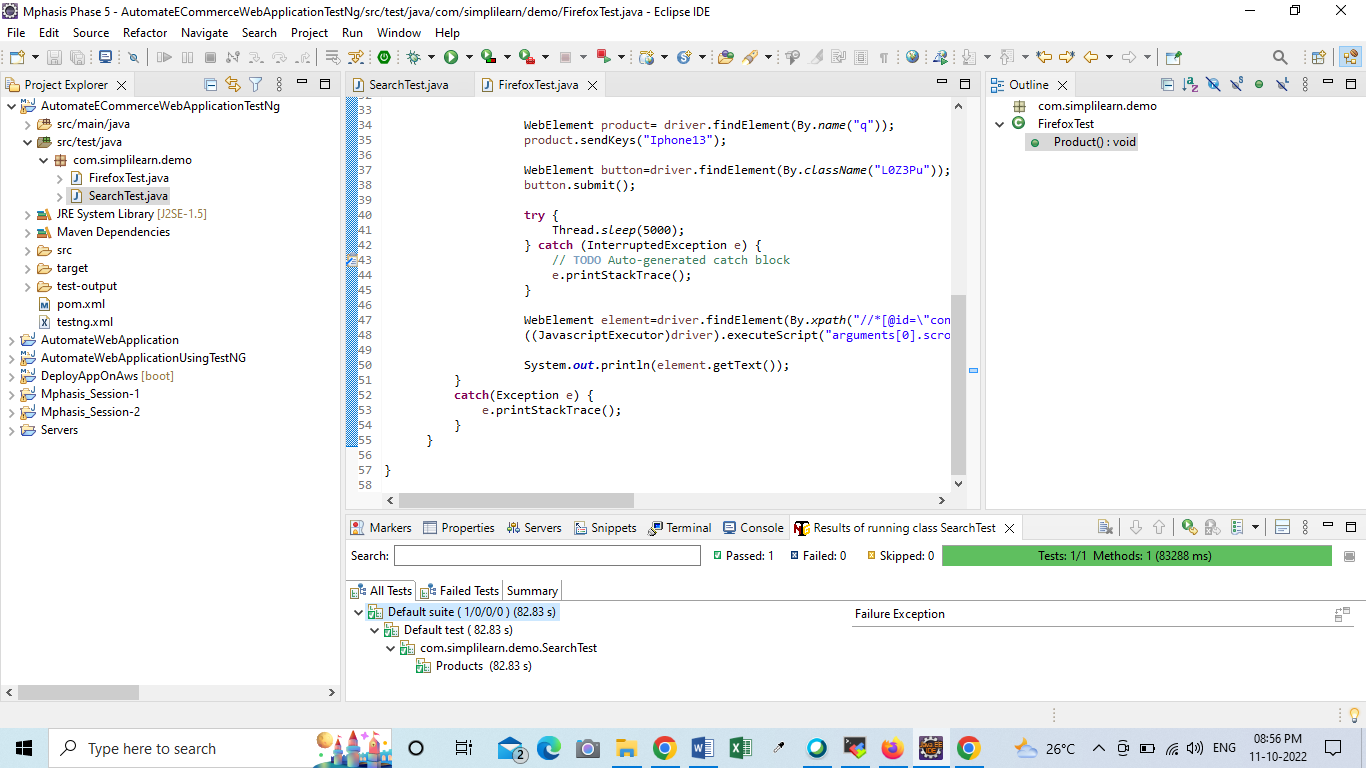 Mphasis Phase 5 - AutomateECommerceWebApplicationTestNg/src/test/java/com/simplilearn/demo/FirefoxTest.java - Eclipse IDE
File Edit Source Refactor Navigate Search Project Run Window Help
Project Explorer
AutomateECommerceWebApplicationTestNg
src/main/java
src/test/java
com.simplilearn.demo
FirefoxTest.java
SearchTest.java
JRE System Library [J2SE-1.5]
Maven Dependencies
src
target
test-output
pom.xml
testng.xml
AutomateWebApplication
AutomateWebApplicationUsingTestNG
DeployAppOnAws [boot]
Mphasis_Session-1
Mphasis_Session-2
Servers
SearchTest.java FirefoxTest.java
33
34 WebElement product= driver.findElement(By.name("q"));
35 product.sendKeys("Iphone13");
36
37 WebElement button=driver.findElement(By.className("L0Z3Pu"));
38 button.submit();
39
40 try {
41 Thread.sleep(5000);
42 } catch (InterruptedException e) {
43 // TODO Auto-generated catch block
44 e.printStackTrace();
45 }
46
47 WebElement element=driver.findElement(By.xpath("//*[@id=\"con
48 ((JavascriptExecutor)driver).executeScript("arguments[0].scro
49
50 System.out.println(element.getText());
51 }
52 catch(Exception e) {
53 e.printStackTrace();
54 }
55 }
56
57 }
58
Outline
com.simplilearn.demo
FirefoxTest
Product() : void
Markers Properties Servers Snippets Terminal Console Results of running class SearchTest
Search: Passed: 1 Failed: 0 Skipped: 0 Tests: 1/1 Methods: 1 (83288 ms)
All Tests Failed Tests Summary
Default suite ( 1/0/0/0 ) (82.83 s)
Default test ( 82.83 s)
com.simplilearn.demo.SearchTest
Products (82.83 s)
Failure Exception
Type here to search
2
26°C
ENG
08:56 PM
11-10-2022